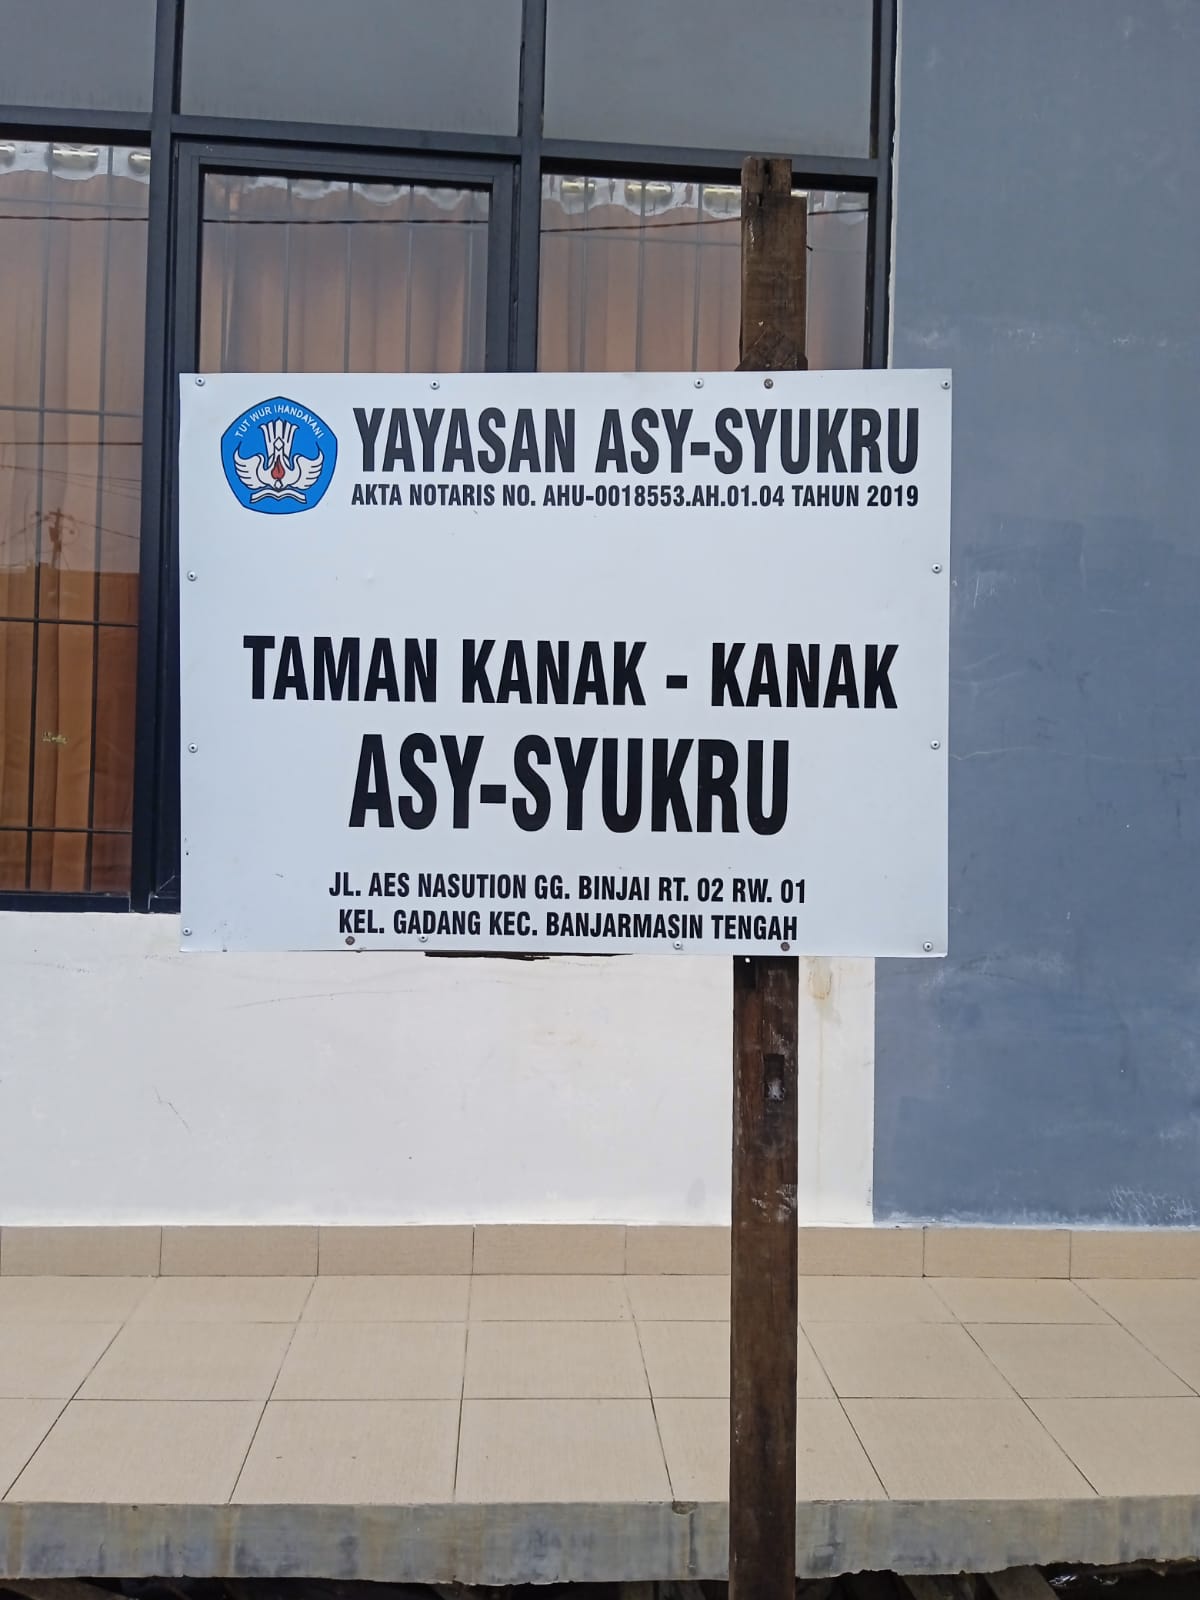 TUT WURI HANDAYANI
YAYASAN ASY-SYUKRU
AKTA NOTARIS NO. AHU-0018553.AH.01.04 TAHUN 2019
TAMAN KANAK - KANAK
ASY-SYUKRU
JL. AES NASUTION GG. BINJAI RT. 02 RW. 01
KEL. GADANG KEC. BANJARMASIN TENGAH